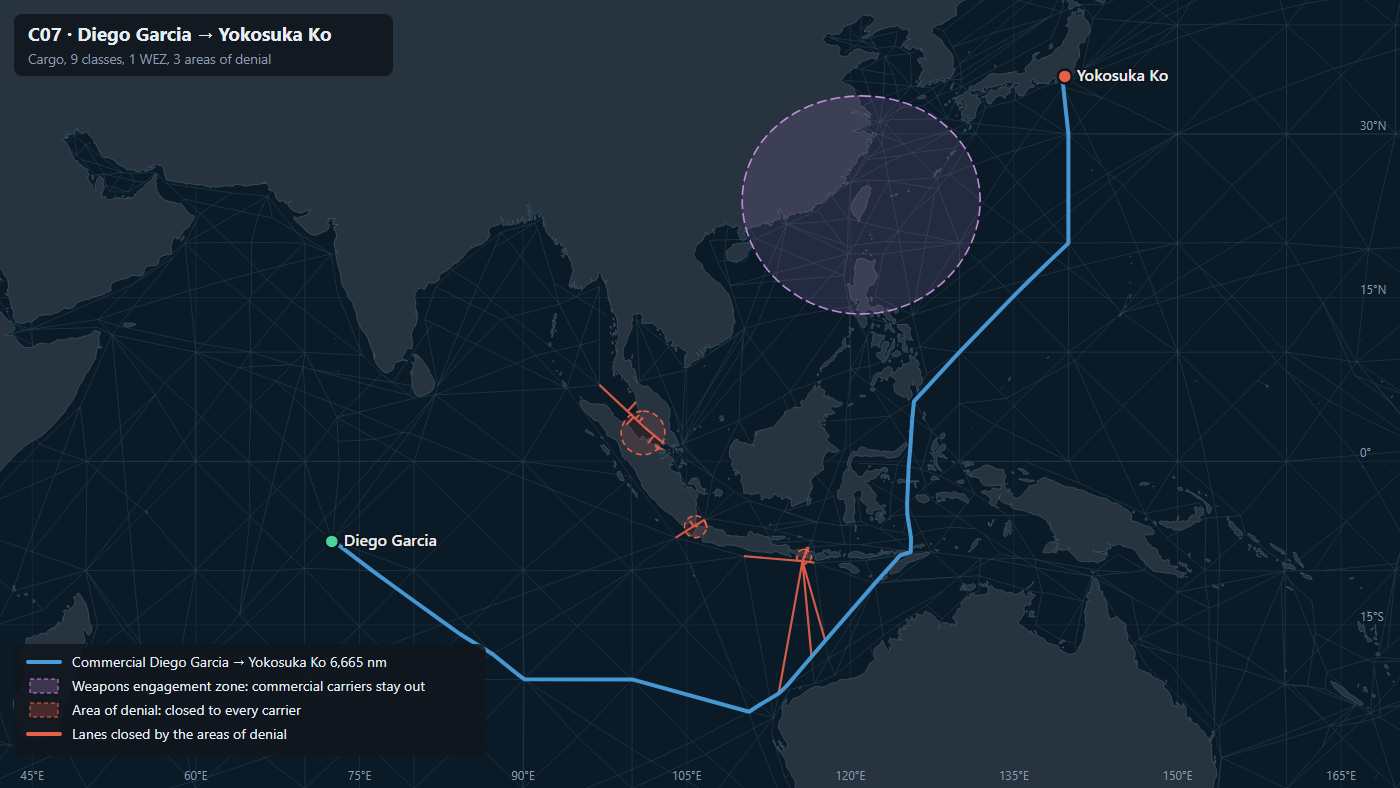 C07 · Diego Garcia → Yokosuka Ko
Cargo, 9 classes, 1 WEZ, 3 areas of denial
Yokosuka Ko
30°N
15°N
0°
Diego Garcia
15°S
Commercial Diego Garcia → Yokosuka Ko 6,665 nm
Weapons engagement zone: commercial carriers stay out
Area of denial: closed to every carrier
Lanes closed by the areas of denial
45°E 60°E 75°E 90°E 105°E 120°E 135°E 150°E 165°E